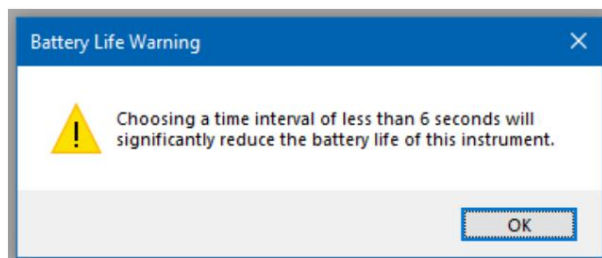 Battery Life Warning
Choosing a time interval of less than 6 seconds will
significantly reduce the battery life of this instrument.
OK